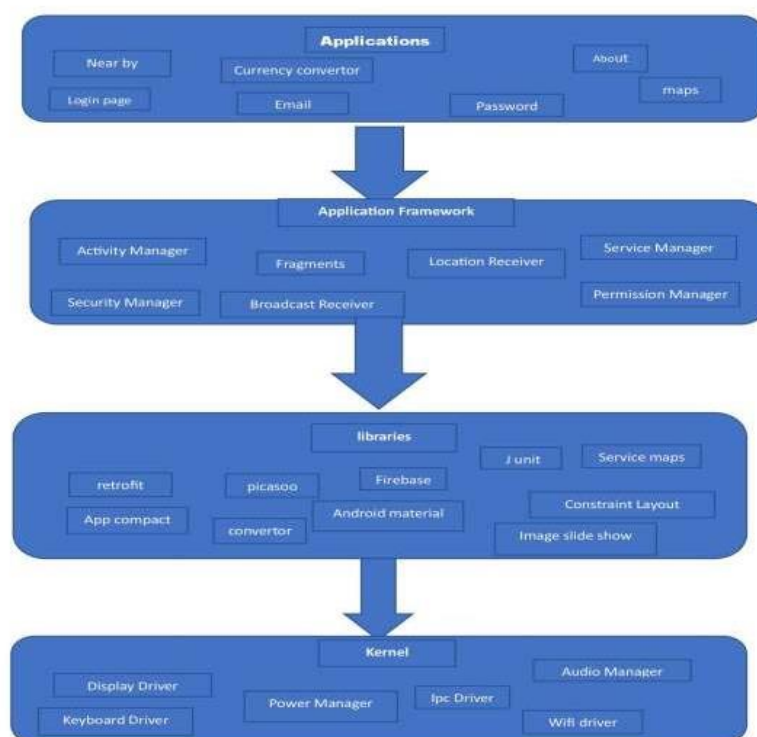 Applications
Near by
Currency convertor
About
Login page
Email
Password
maps
Application Framework
Activity Manager
Fragments
Location Receiver
Service Manager
Security Manager
Broadcast Receiver
Permission Manager
libraries
J unit
Service maps
retrofit
picasoo
Firebase
Constraint Layout
App compact
convertor
Android material
Image slide show
Kernel
Audio Manager
Display Driver
Power Manager
Ipc Driver
Keyboard Driver
Wifi driver